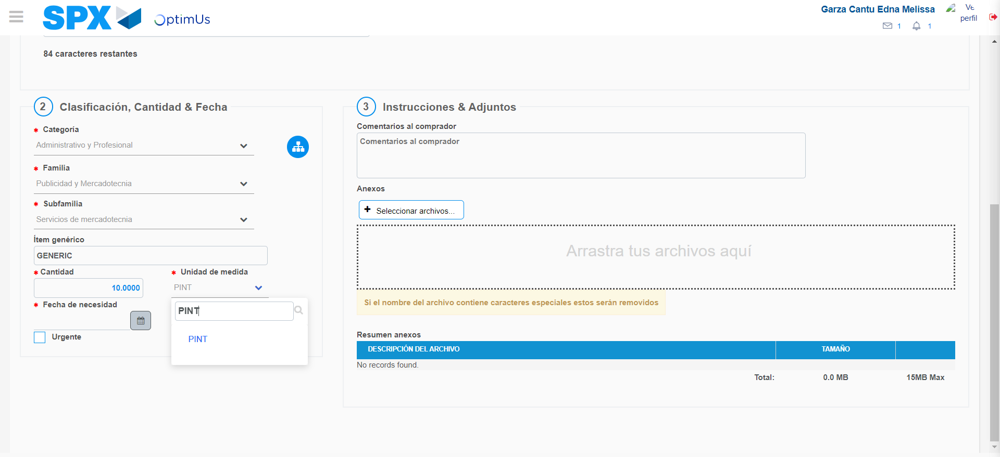 SPX
OptimUs
Garza Cantu Edna Melissa
1
1
Ve
perfil
84 caracteres restantes
2 Clasificación, Cantidad & Fecha
* Categoría
Administrativo y Profesional
* Familia
Publicidad y Mercadotecnia
* Subfamilia
Servicios de mercadotecnia
Ítem genérico
GENERIC
* Cantidad
10.0000
* Unidad de medida
PINT
PINT
PINT
* Fecha de necesidad
Urgente
3 Instrucciones & Adjuntos
Comentarios al comprador
Comentarios al comprador
Anexos
+ Seleccionar archivos...
Arrastra tus archivos aquí
Si el nombre del archivo contiene caracteres especiales estos serán removidos
Resumen anexos
DESCRIPCIÓN DEL ARCHIVO TAMAÑO
No records found.
Total: 0.0 MB 15MB Max